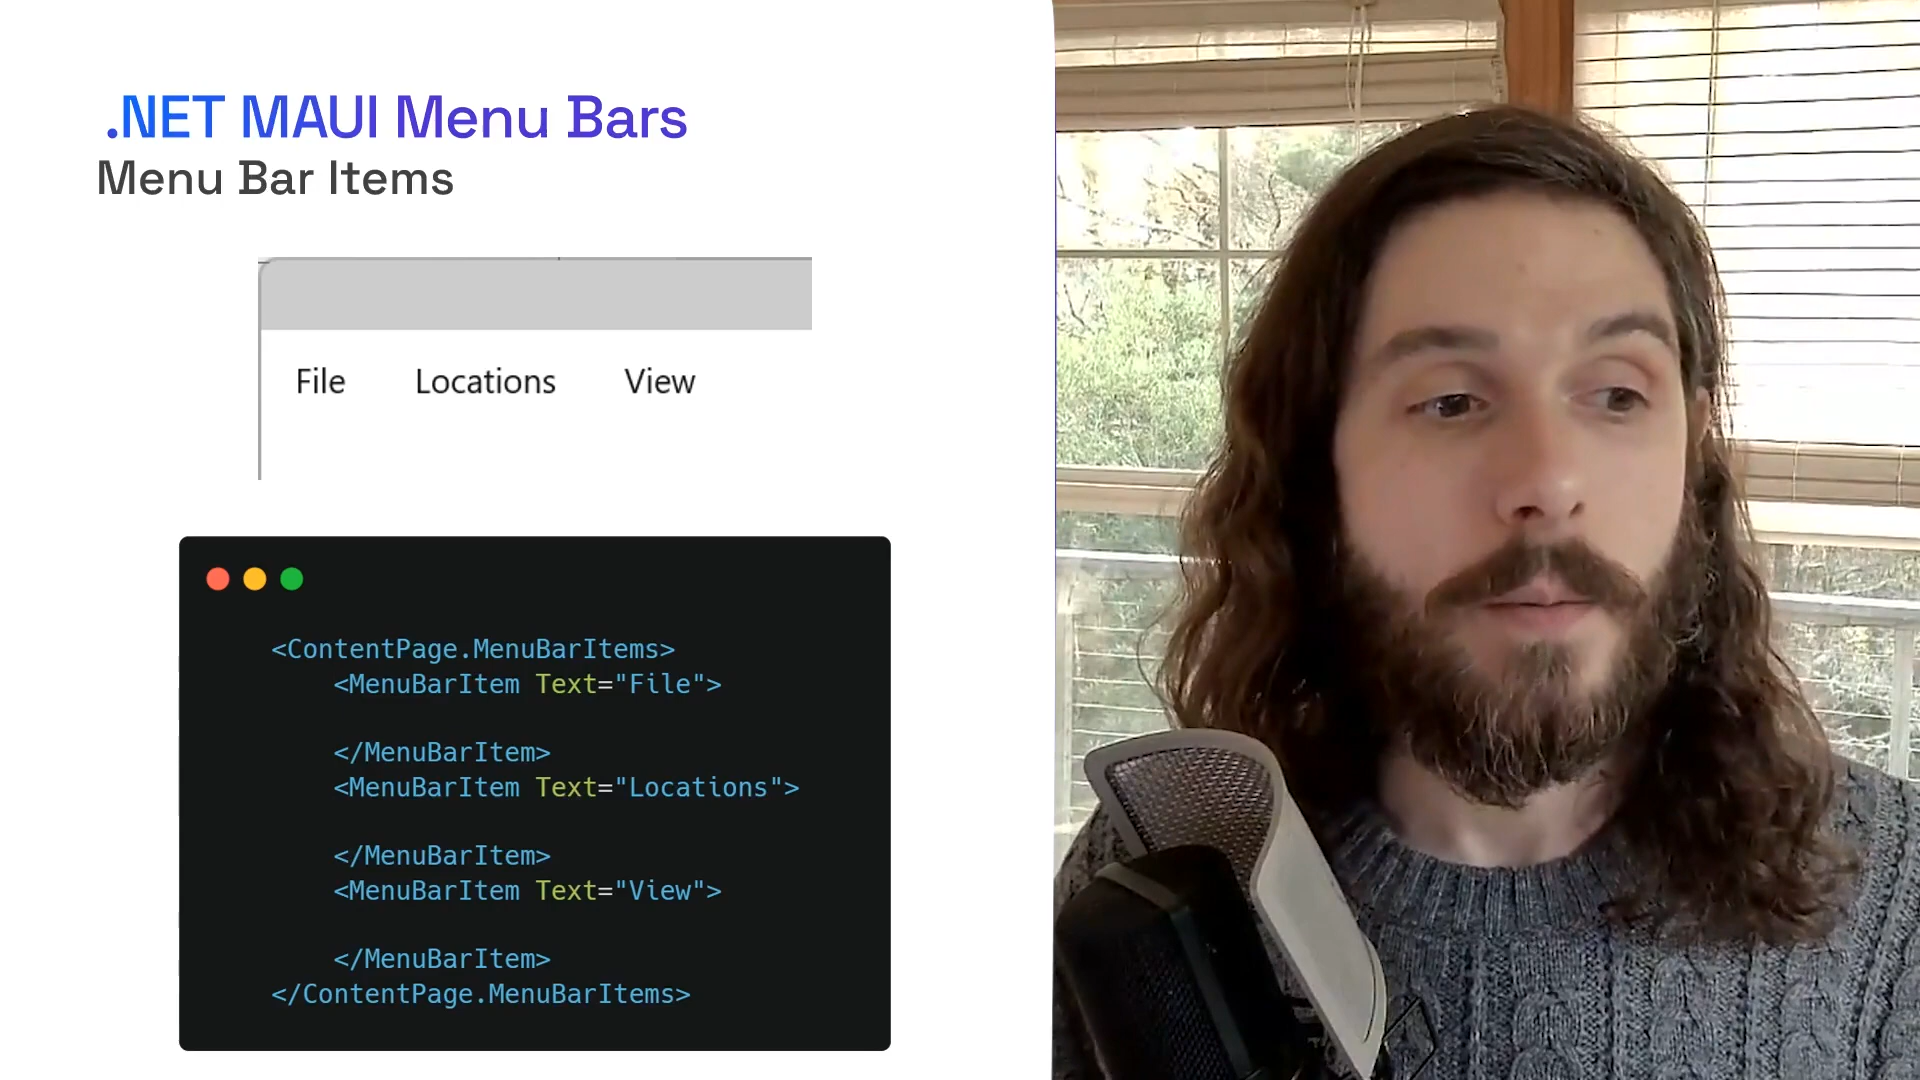 .NET MAUI Menu Bars
Menu Bar Items
File Locations View
<ContentPage.MenuBarItems>
    <MenuBarItem Text="File">
    </MenuBarItem>
    <MenuBarItem Text="Locations">
    </MenuBarItem>
    <MenuBarItem Text="View">
    </MenuBarItem>
</ContentPage.MenuBarItems>